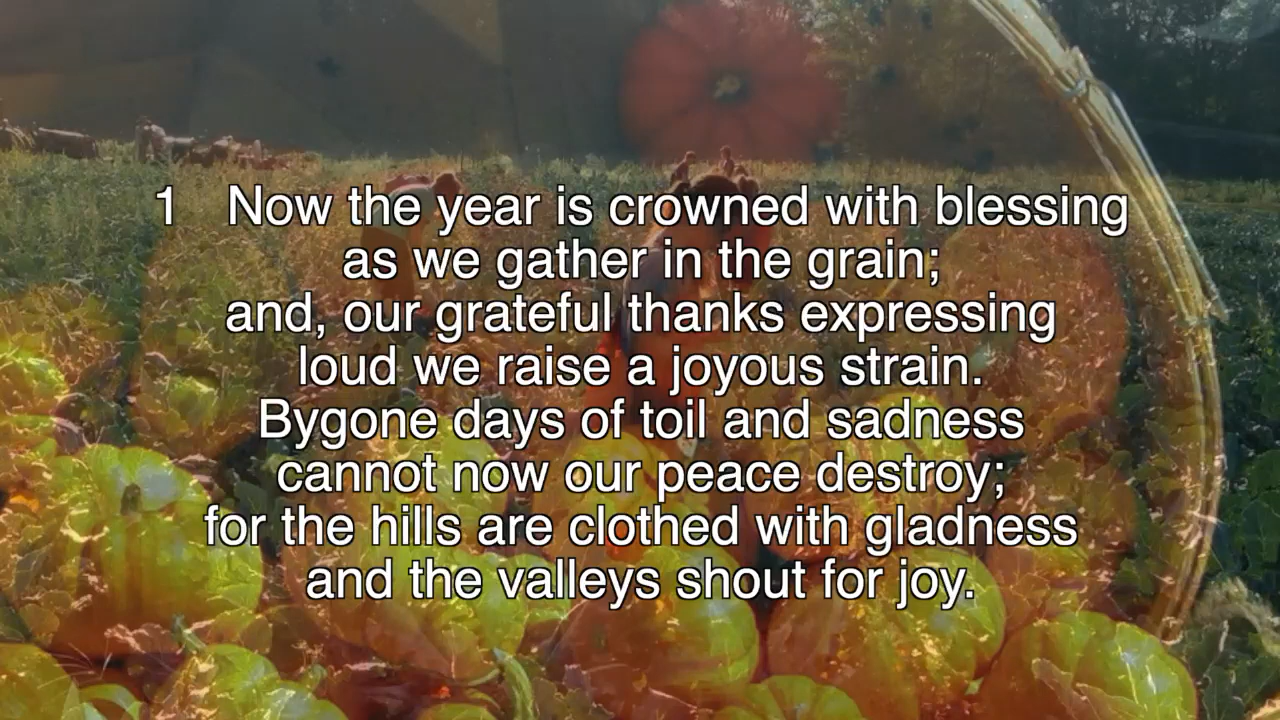 1 Now the year is crowned with blessing
as we gather in the grain;
and, our grateful thanks expressing
loud we raise a joyous strain.
Bygone days of toil and sadness
cannot now our peace destroy;
for the hills are clothed with gladness
and the valleys shout for joy.